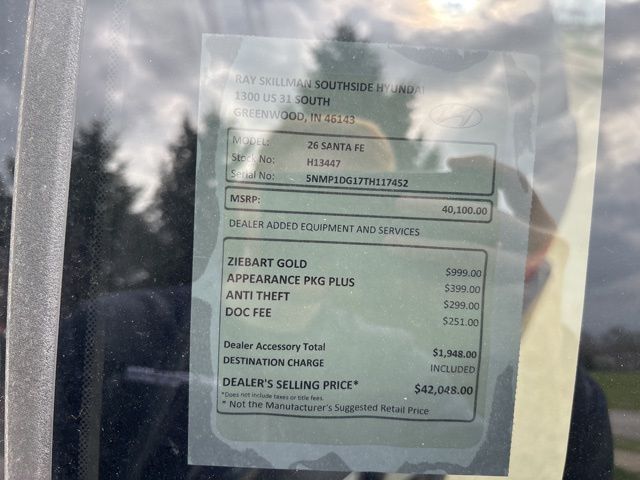 RAY SKILLMAN SOUTHSIDE HYUNDAI
1300 US 31 SOUTH
GREENWOOD, IN 46143
MODEL: 26 SANTA FE
Stock No: H13447
Serial No: 5NMP1DG17TH117452
MSRP: 40,100.00
DEALER ADDED EQUIPMENT AND SERVICES
ZIEBART GOLD $999.00
APPEARANCE PKG PLUS $399.00
ANTI THEFT $299.00
DOC FEE $251.00
Dealer Accessory Total $1,948.00
DESTINATION CHARGE INCLUDED
DEALER'S SELLING PRICE* $42,048.00
*Does not include taxes or title fees.
* Not the Manufacturer's Suggested Retail Price